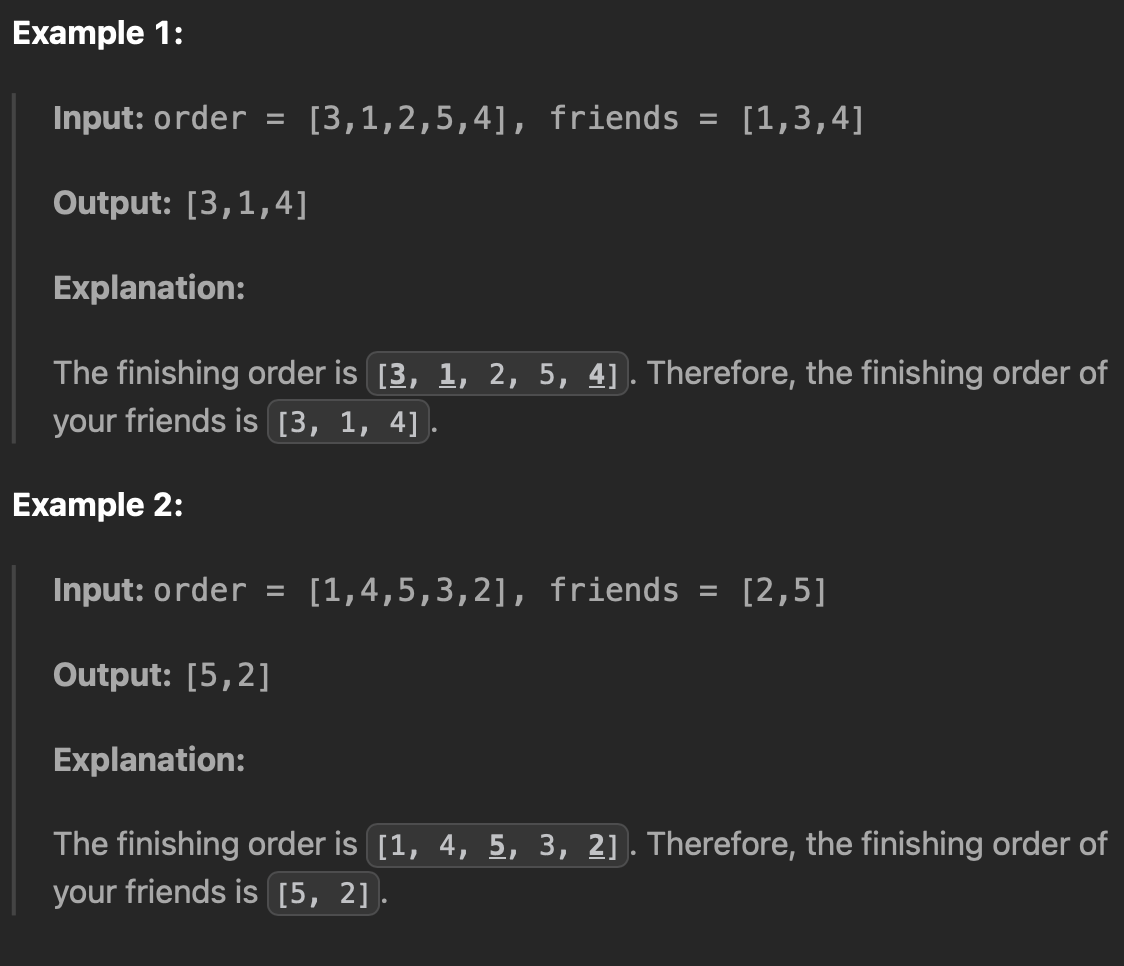 Example 1:
Input: order = [3,1,2,5,4], friends = [1,3,4]
Output: [3,1,4]
Explanation:
The finishing order is [3, 1, 2, 5, 4]. Therefore, the finishing order of
your friends is [3, 1, 4].
Example 2:
Input: order = [1,4,5,3,2], friends = [2,5]
Output: [5,2]
Explanation:
The finishing order is [1, 4, 5, 3, 2]. Therefore, the finishing order of
your friends is [5, 2].